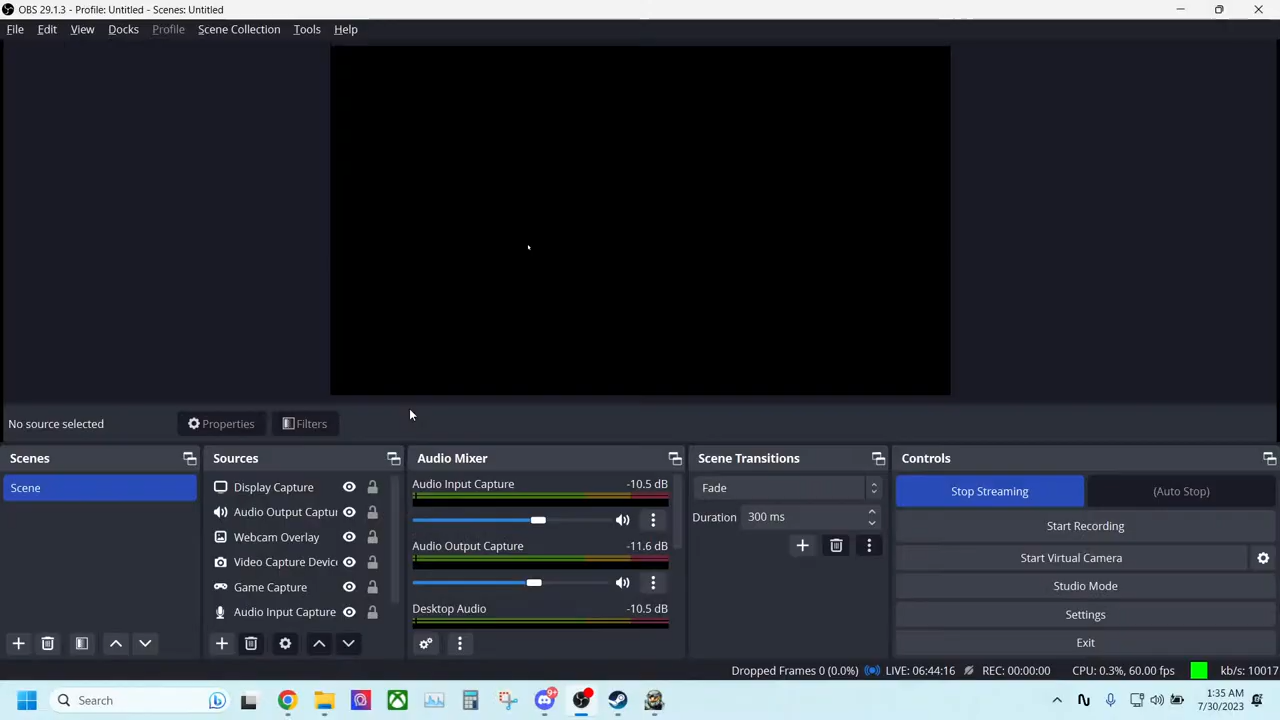 OBS 29.1.3 - Profile: Untitled - Scenes: Untitled
File Edit View Docks Profile Scene Collection Tools Help
No source selected Properties Filters
Scenes
Scene
Sources
Display Capture
Audio Output Captur
Webcam Overlay
Video Capture Device
Game Capture
Audio Input Capture
Audio Mixer
Audio Input Capture -10.5 dB
Audio Output Capture -11.6 dB
Desktop Audio -10.5 dB
Scene Transitions
Fade
Duration 300 ms
Controls
Stop Streaming (Auto Stop)
Start Recording
Start Virtual Camera
Studio Mode
Settings
Exit
Dropped Frames 0 (0.0%) LIVE: 06:44:16 REC: 00:00:00 CPU: 0.3%, 60.00 fps kb/s: 10017
Search 9+ 1:35 AM
7/30/2023